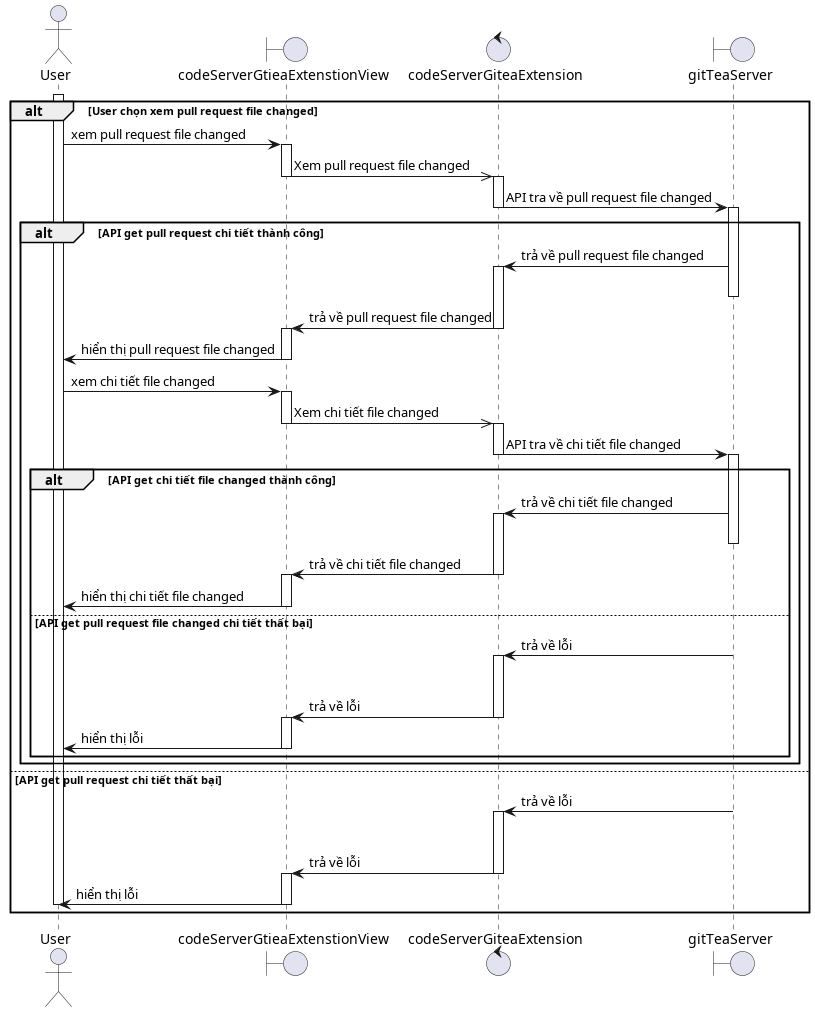 User
codeServerGtieaExtenstionView
codeServerGiteaExtension
gitTeaServer
alt [User chọn xem pull request file changed]
xem pull request file changed
Xem pull request file changed
API tra về pull request file changed
alt [API get pull request chi tiết thành công]
trả về pull request file changed
trả về pull request file changed
hiển thị pull request file changed
xem chi tiết file changed
Xem chi tiết file changed
API tra về chi tiết file changed
alt [API get chi tiết file changed thành công]
trả về chi tiết file changed
trả về chi tiết file changed
hiển thị chi tiết file changed
[API get pull request file changed chi tiết thất bại]
trả về lỗi
trả về lỗi
hiển thị lỗi
[API get pull request chi tiết thất bại]
trả về lỗi
trả về lỗi
hiển thị lỗi
User
codeServerGtieaExtenstionView
codeServerGiteaExtension
gitTeaServer